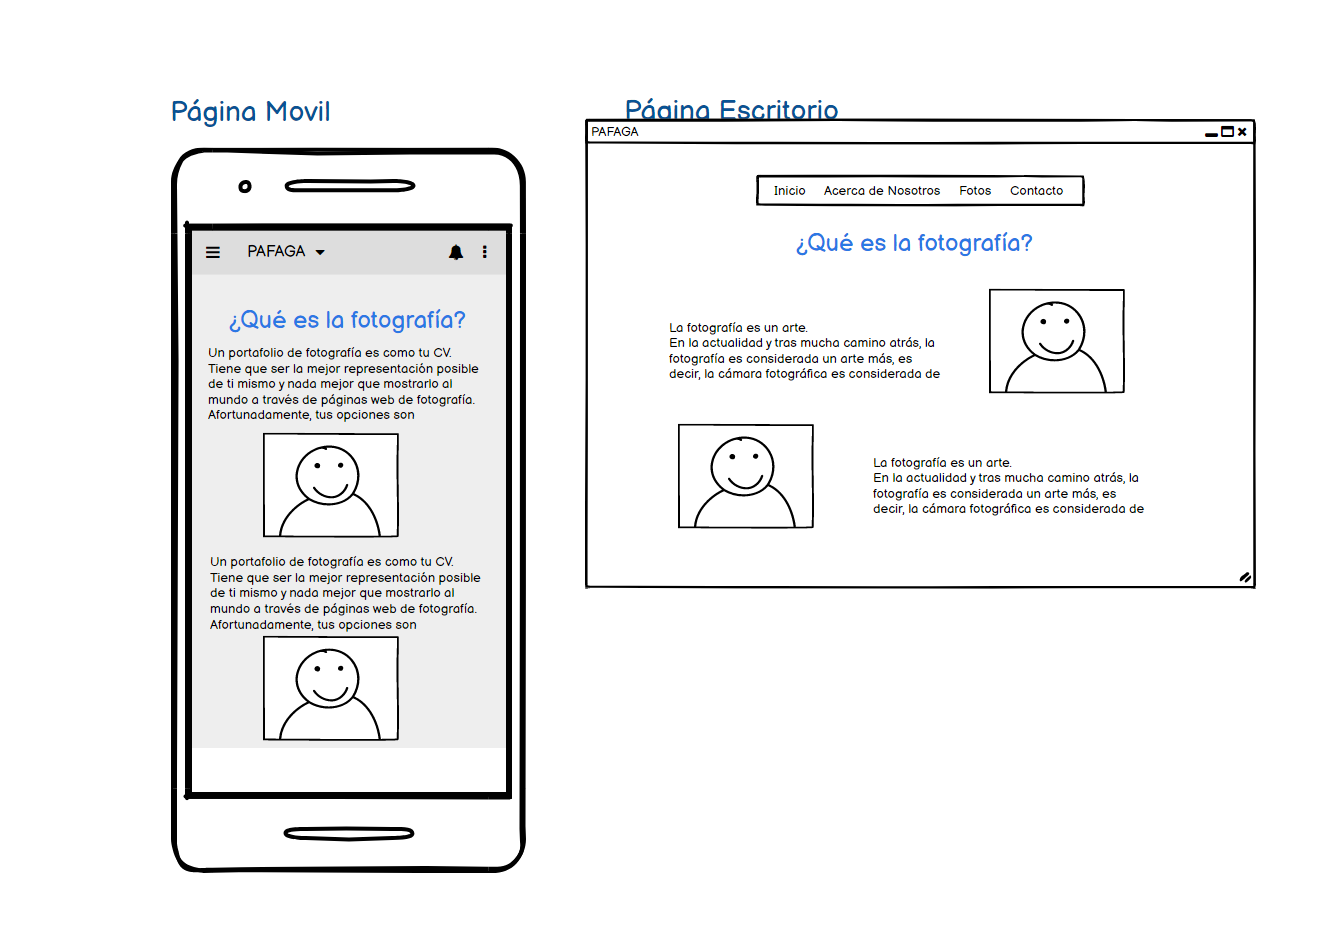 Página Movil
PAFAGA
¿Qué es la fotografía?
Un portafolio de fotografía es como tu CV.
Tiene que ser la mejor representación posible
de ti mismo y nada mejor que mostrarlo al
mundo a través de páginas web de fotografía.
Afortunadamente, tus opciones son
Un portafolio de fotografía es como tu CV.
Tiene que ser la mejor representación posible
de ti mismo y nada mejor que mostrarlo al
mundo a través de páginas web de fotografía.
Afortunadamente, tus opciones son
Página Escritorio
PAFAGA
Inicio Acerca de Nosotros Fotos Contacto
¿Qué es la fotografía?
La fotografía es un arte.
En la actualidad y tras mucha camino atrás, la
fotografía es considerada un arte más, es
decir, la cámara fotográfica es considerada de
La fotografía es un arte.
En la actualidad y tras mucha camino atrás, la
fotografía es considerada un arte más, es
decir, la cámara fotográfica es considerada de